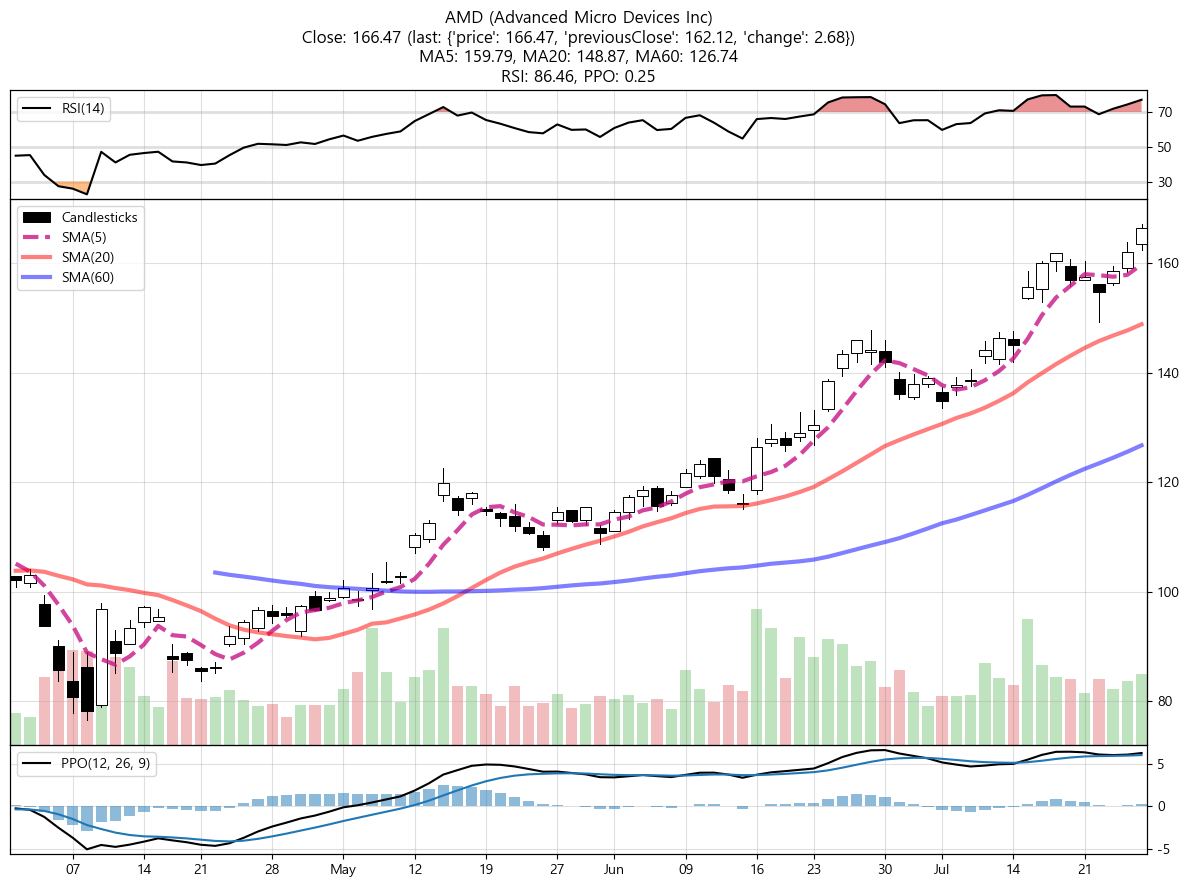 AMD (Advanced Micro Devices Inc)
Close: 166.47 (last: {'price': 166.47, 'previousClose': 162.12, 'change': 2.68})
MA5: 159.79, MA20: 148.87, MA60: 126.74
RSI: 86.46, PPO: 0.25
RSI(14)
70
50
30
Candlesticks
SMA(5)
SMA(20)
SMA(60)
160
140
120
100
80
PPO(12, 26, 9)
5
0
-5
07 14 21 28 May 12 19 27 Jun 09 16 23 30 Jul 14 21